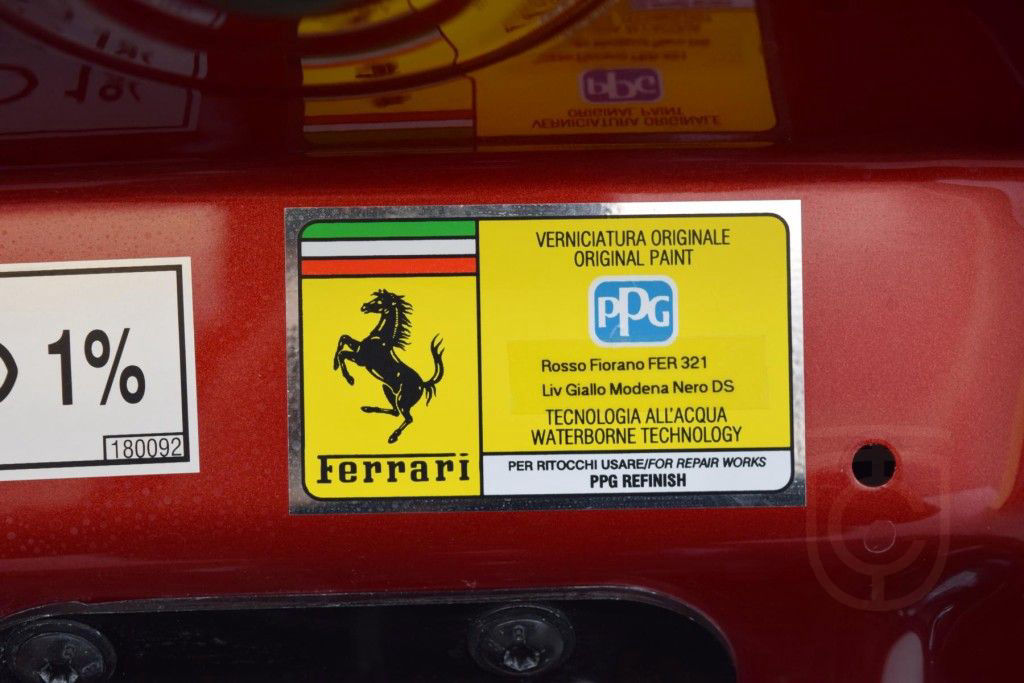 VERNICIATURA ORIGINALE
ORIGINAL PAINT
PPG
Rosso Fiorano FER 321
Liv Giallo Modena Nero DS
TECNOLOGIA ALL'ACQUA
WATERBORNE TECHNOLOGY
PER RITOCCHI USARE/FOR REPAIR WORKS
PPG REFINISH
Ferrari
1%
180092